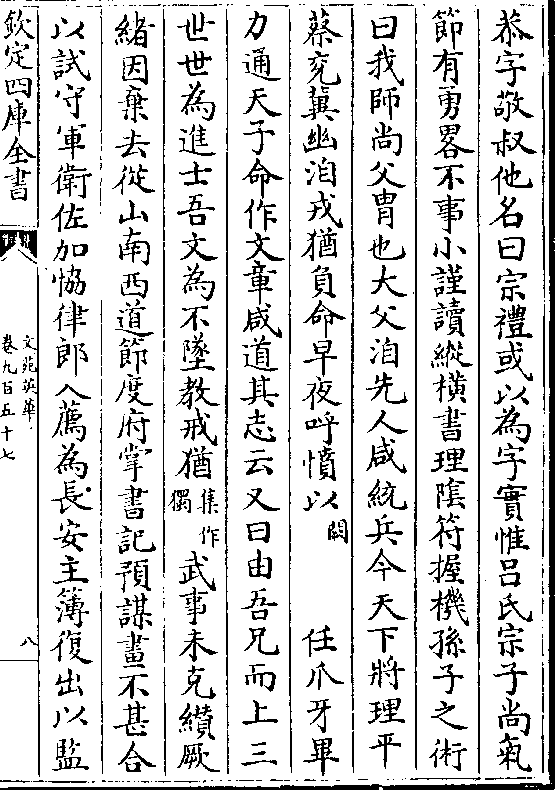 恭字敬叔他名曰宗禮或以為字實惟呂氏宗子尚氣
節有勇畧不事小謹讀縱橫書理隂符握機孫子之術
曰我師尚父胄也大父洎先人咸統兵今天下將理平
蔡兖冀幽洎戎猶負命早夜呼憤以闕任爪牙畢
力通天子命作文章咸道其志云又曰由吾兄而上三
世世為進士吾文為不墜教戒猶集作獨武事未克纘厥
緒因棄去從山南西道節度府掌書記預謀畫不甚合
以試守軍衛佐加恊律郎入薦為長安主簿復出以監
欽定四庫全書
文苑英華
卷九百五十七
八